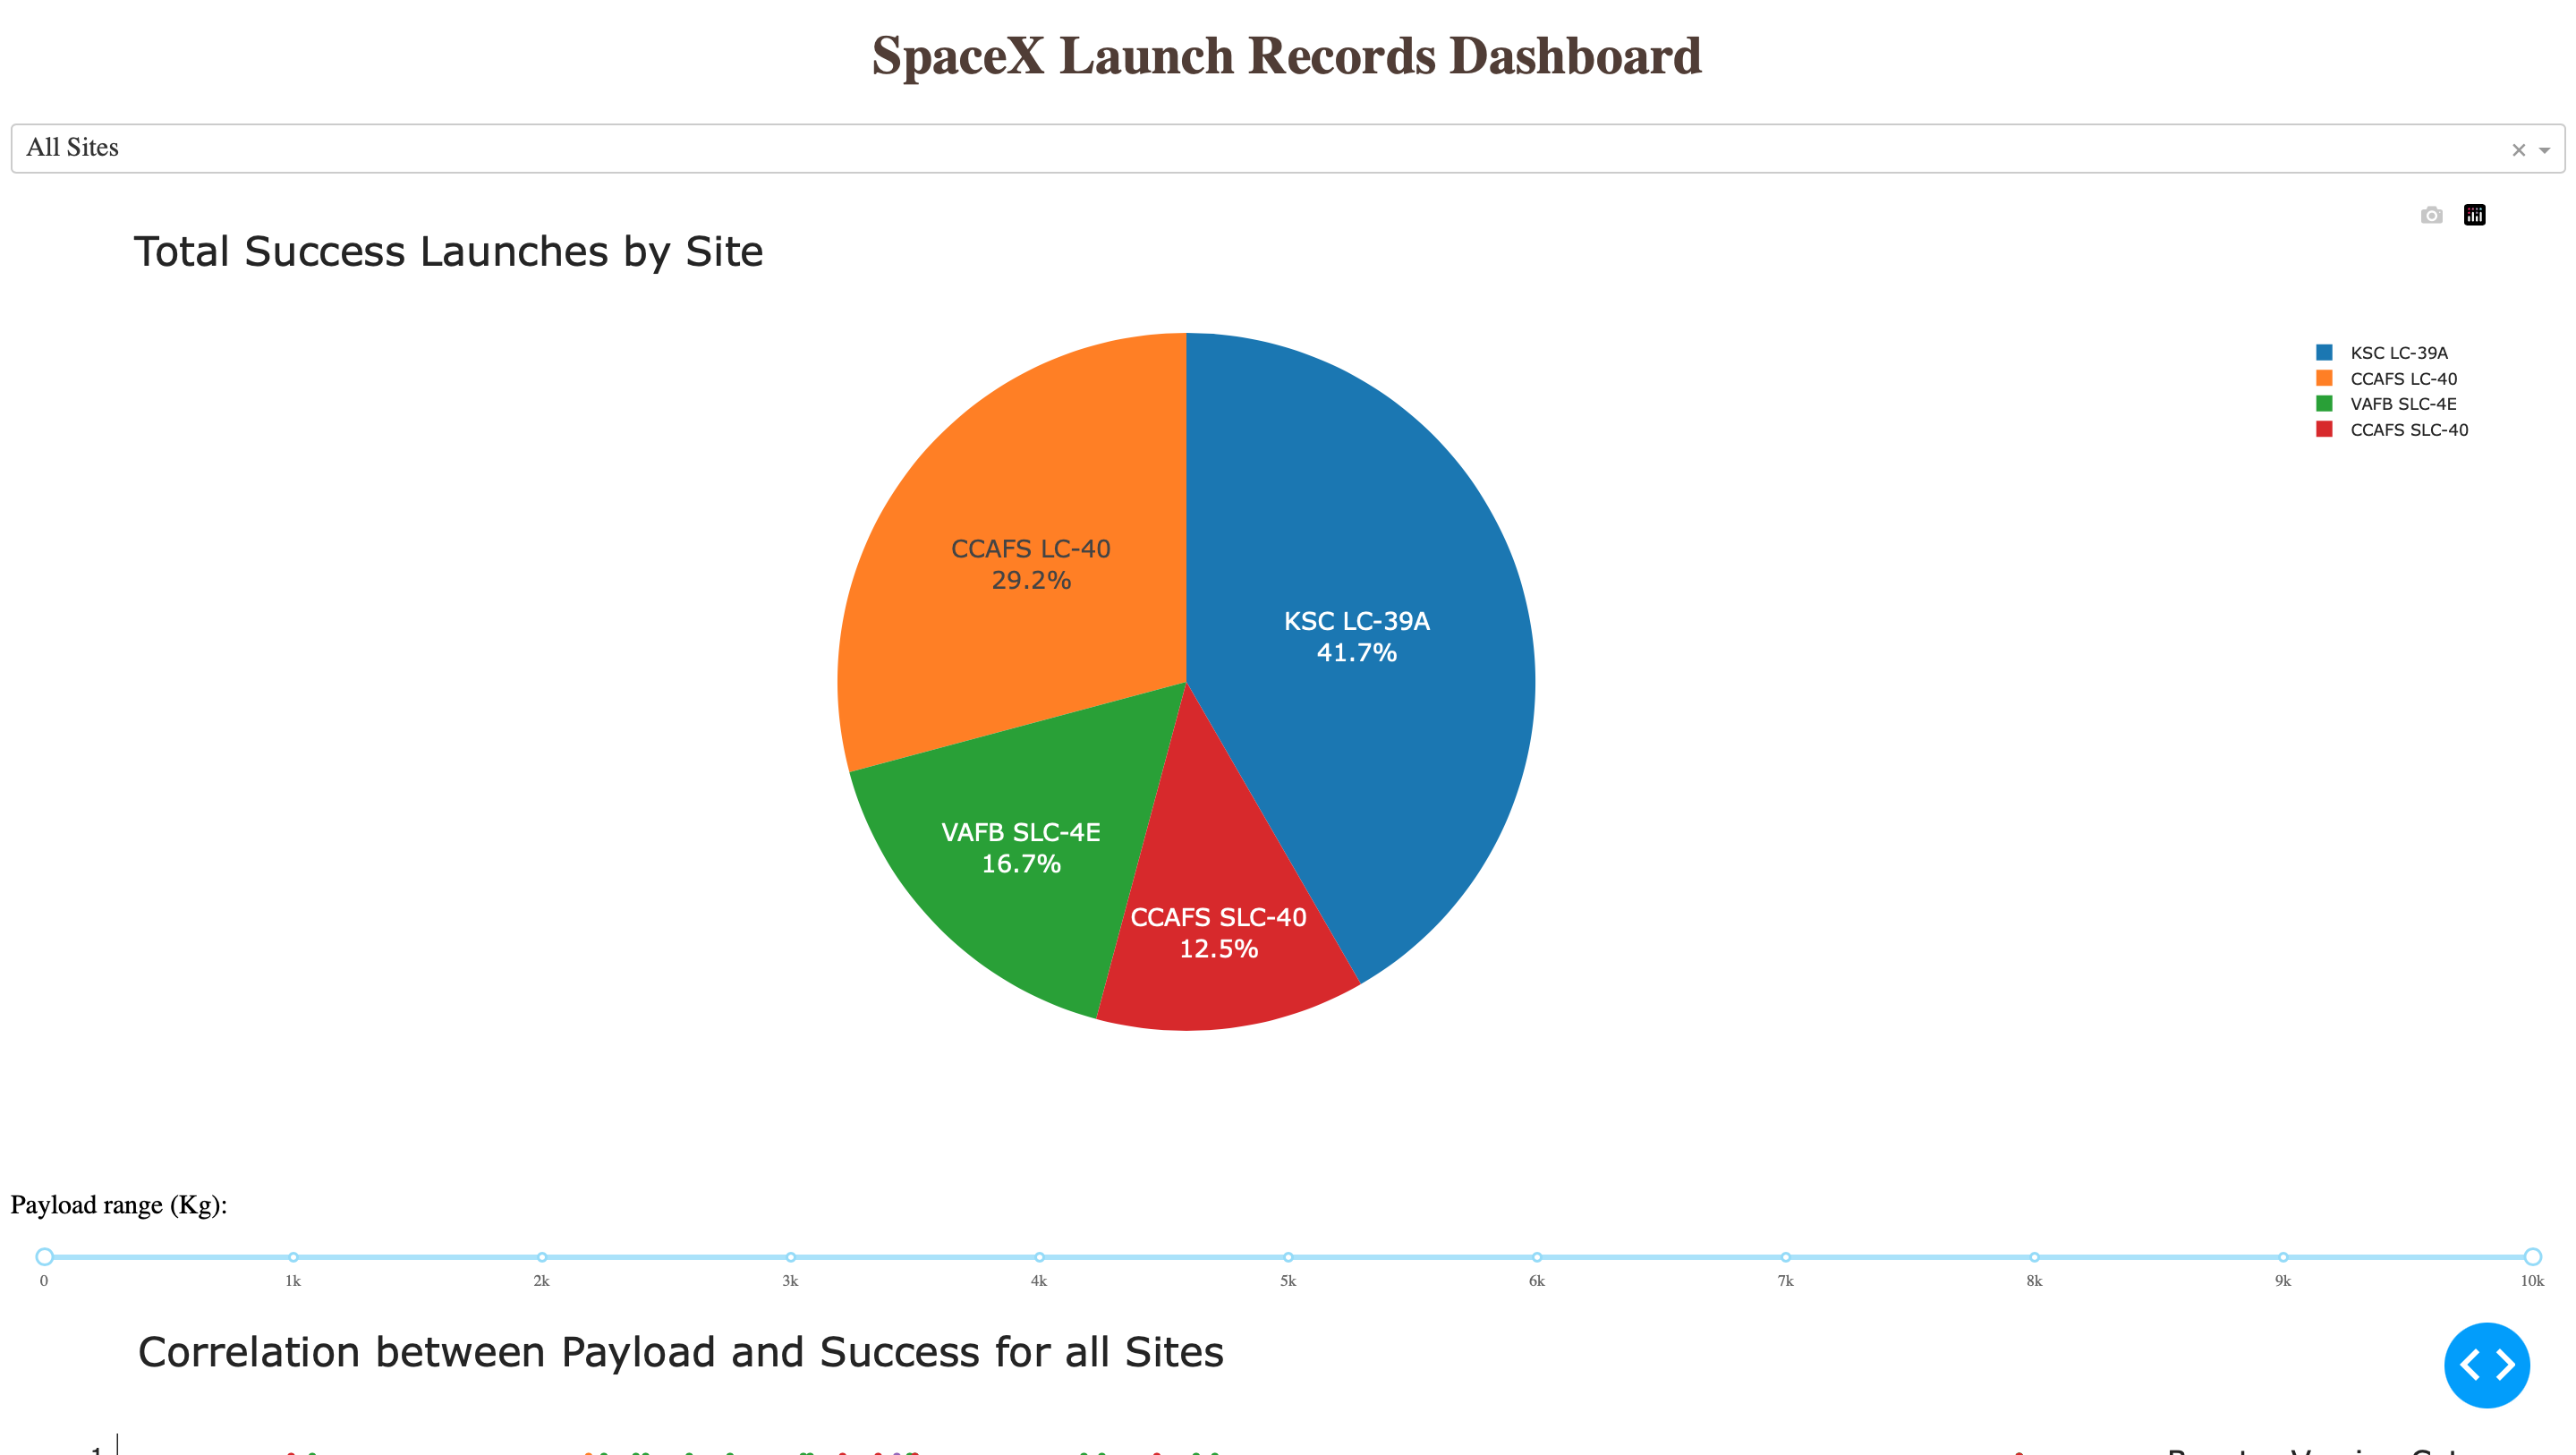 SpaceX Launch Records Dashboard
All Sites
Total Success Launches by Site
KSC LC-39A
CCAFS LC-40
VAFB SLC-4E
CCAFS SLC-40
CCAFS LC-40
29.2%
KSC LC-39A
41.7%
VAFB SLC-4E
16.7%
CCAFS SLC-40
12.5%
Payload range (Kg):
0 1k 2k 3k 4k 5k 6k 7k 8k 9k 10k
Correlation between Payload and Success for all Sites
1